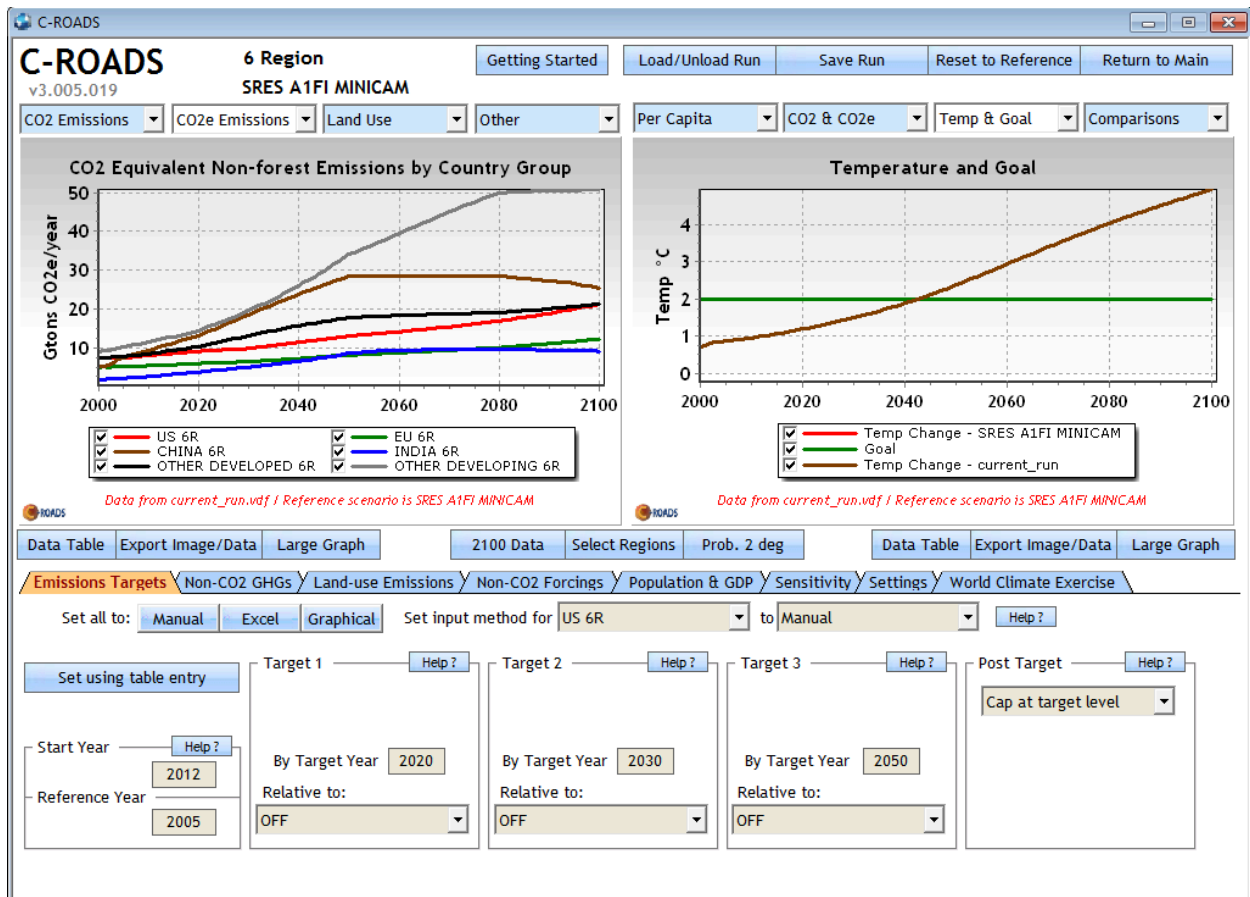 C-ROADS
C-ROADS
v3.005.019
6 Region
SRES A1FI MINICAM
Getting Started
Load/Unload Run
Save Run
Reset to Reference
Return to Main
CO2 Emissions
CO2e Emissions
Land Use
Other
Per Capita
CO2 & CO2e
Temp & Goal
Comparisons
CO2 Equivalent Non-forest Emissions by Country Group
Gtons CO2e/year
50
40
30
20
10
2000 2020 2040 2060 2080 2100
US 6R
EU 6R
CHINA 6R
INDIA 6R
OTHER DEVELOPED 6R
OTHER DEVELOPING 6R
Data from current_run.vdf / Reference scenario is SRES A1FI MINICAM
C-ROADS
Temperature and Goal
Temp °C
4
3
2
1
0
2000 2020 2040 2060 2080 2100
Temp Change - SRES A1FI MINICAM
Goal
Temp Change - current_run
Data from current_run.vdf / Reference scenario is SRES A1FI MINICAM
C-ROADS
Data Table
Export Image/Data
Large Graph
2100 Data
Select Regions
Prob. 2 deg
Data Table
Export Image/Data
Large Graph
Emissions Targets
Non-CO2 GHGs
Land-use Emissions
Non-CO2 Forcings
Population & GDP
Sensitivity
Settings
World Climate Exercise
Set all to:
Manual
Excel
Graphical
Set input method for
US 6R
to
Manual
Help ?
Set using table entry
Start Year
Help ?
2012
Reference Year
2005
Target 1
Help ?
By Target Year
2020
Relative to:
OFF
Target 2
Help ?
By Target Year
2030
Relative to:
OFF
Target 3
Help ?
By Target Year
2050
Relative to:
OFF
Post Target
Help ?
Cap at target level